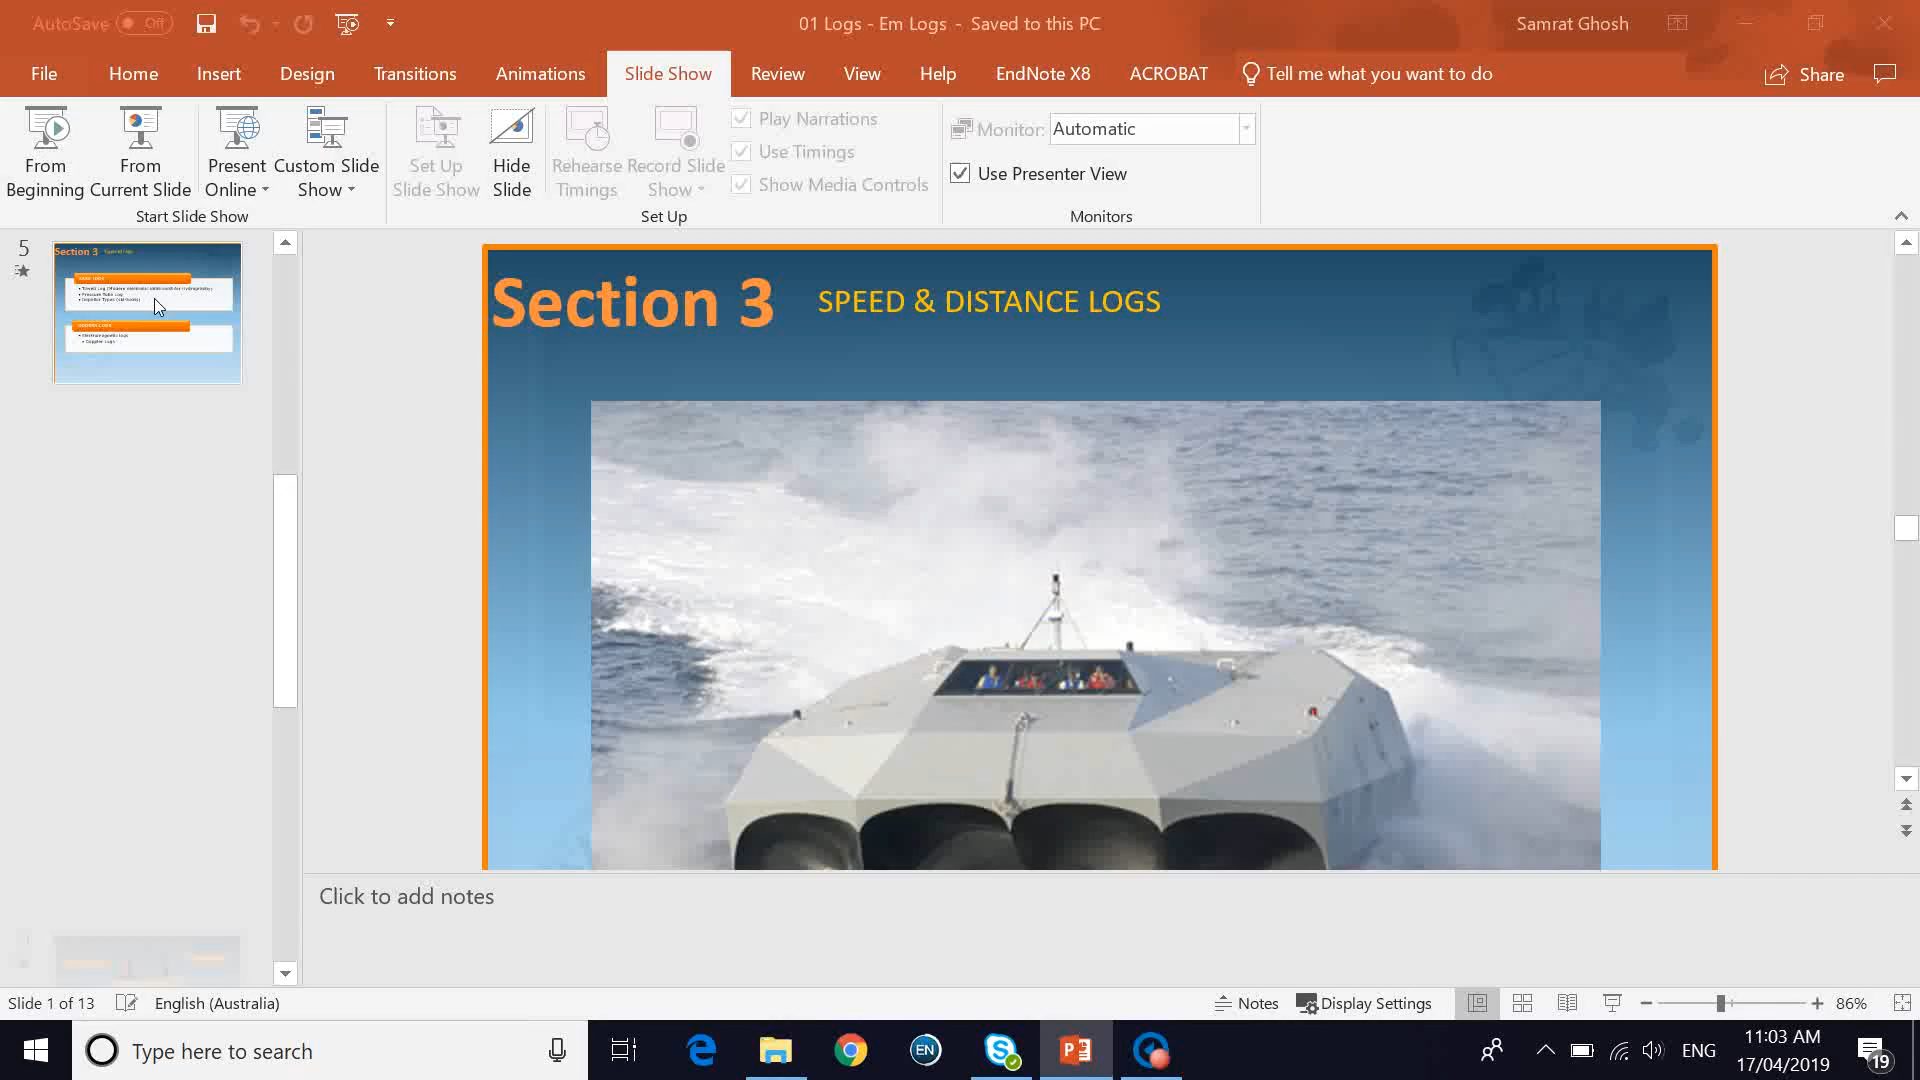 AutoSave Off
01 Logs - Em Logs - Saved to this PC
Samrat Ghosh
File Home Insert Design Transitions Animations Slide Show Review View Help EndNote X8 ACROBAT Tell me what you want to do Share
From Beginning
From Current Slide
Present Online
Custom Slide Show
Set Up Slide Show
Hide Slide
Rehearse Timings
Record Slide Show
Play Narrations
Use Timings
Show Media Controls
Monitor: Automatic
Use Presenter View
Start Slide Show
Set Up
Monitors
5
Section 3
Section 3 SPEED & DISTANCE LOGS
Click to add notes
Slide 1 of 13
English (Australia)
Notes
Display Settings
86%
Type here to search
EN
ENG
11:03 AM
17/04/2019
19